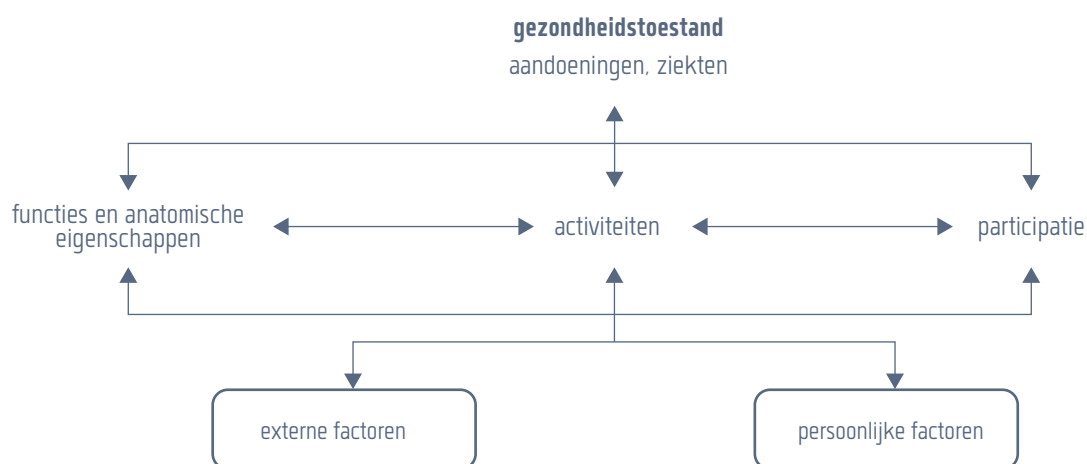 gezondheidstoestand
aandoeningen, ziekten
functies en anatomische
eigenschappen
activiteiten
participatie
externe factoren
persoonlijke factoren